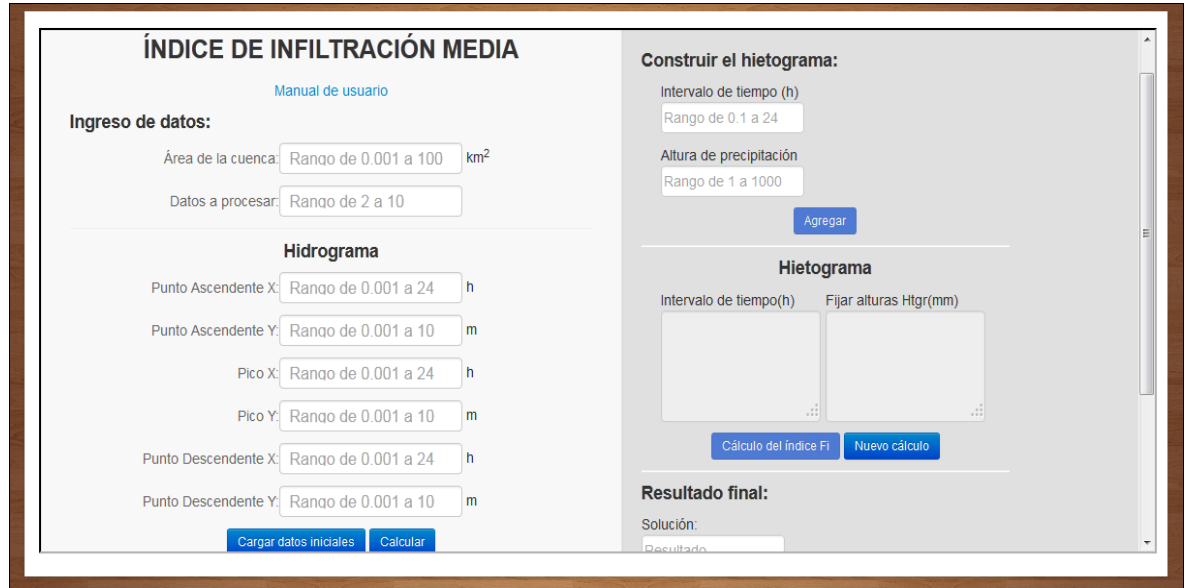 ÍNDICE DE INFILTRACIÓN MEDIA
Manual de usuario
Ingreso de datos:
Área de la cuenca: Rango de 0.001 a 100 km²
Datos a procesar: Rango de 2 a 10
Hidrograma
Punto Ascendente X: Rango de 0.001 a 24 h
Punto Ascendente Y: Rango de 0.001 a 10 m
Pico X: Rango de 0.001 a 24 h
Pico Y: Rango de 0.001 a 10 m
Punto Descendente X: Rango de 0.001 a 24 h
Punto Descendente Y: Rango de 0.001 a 10 m
Cargar datos iniciales Calcular
Construir el hietograma:
Intervalo de tiempo (h)
Rango de 0.1 a 24
Altura de precipitación
Rango de 1 a 1000
Agregar
Hietograma
Intervalo de tiempo(h) Fijar alturas Htgr(mm)
Cálculo del índice Fi Nuevo cálculo
Resultado final:
Solución:
Resultado